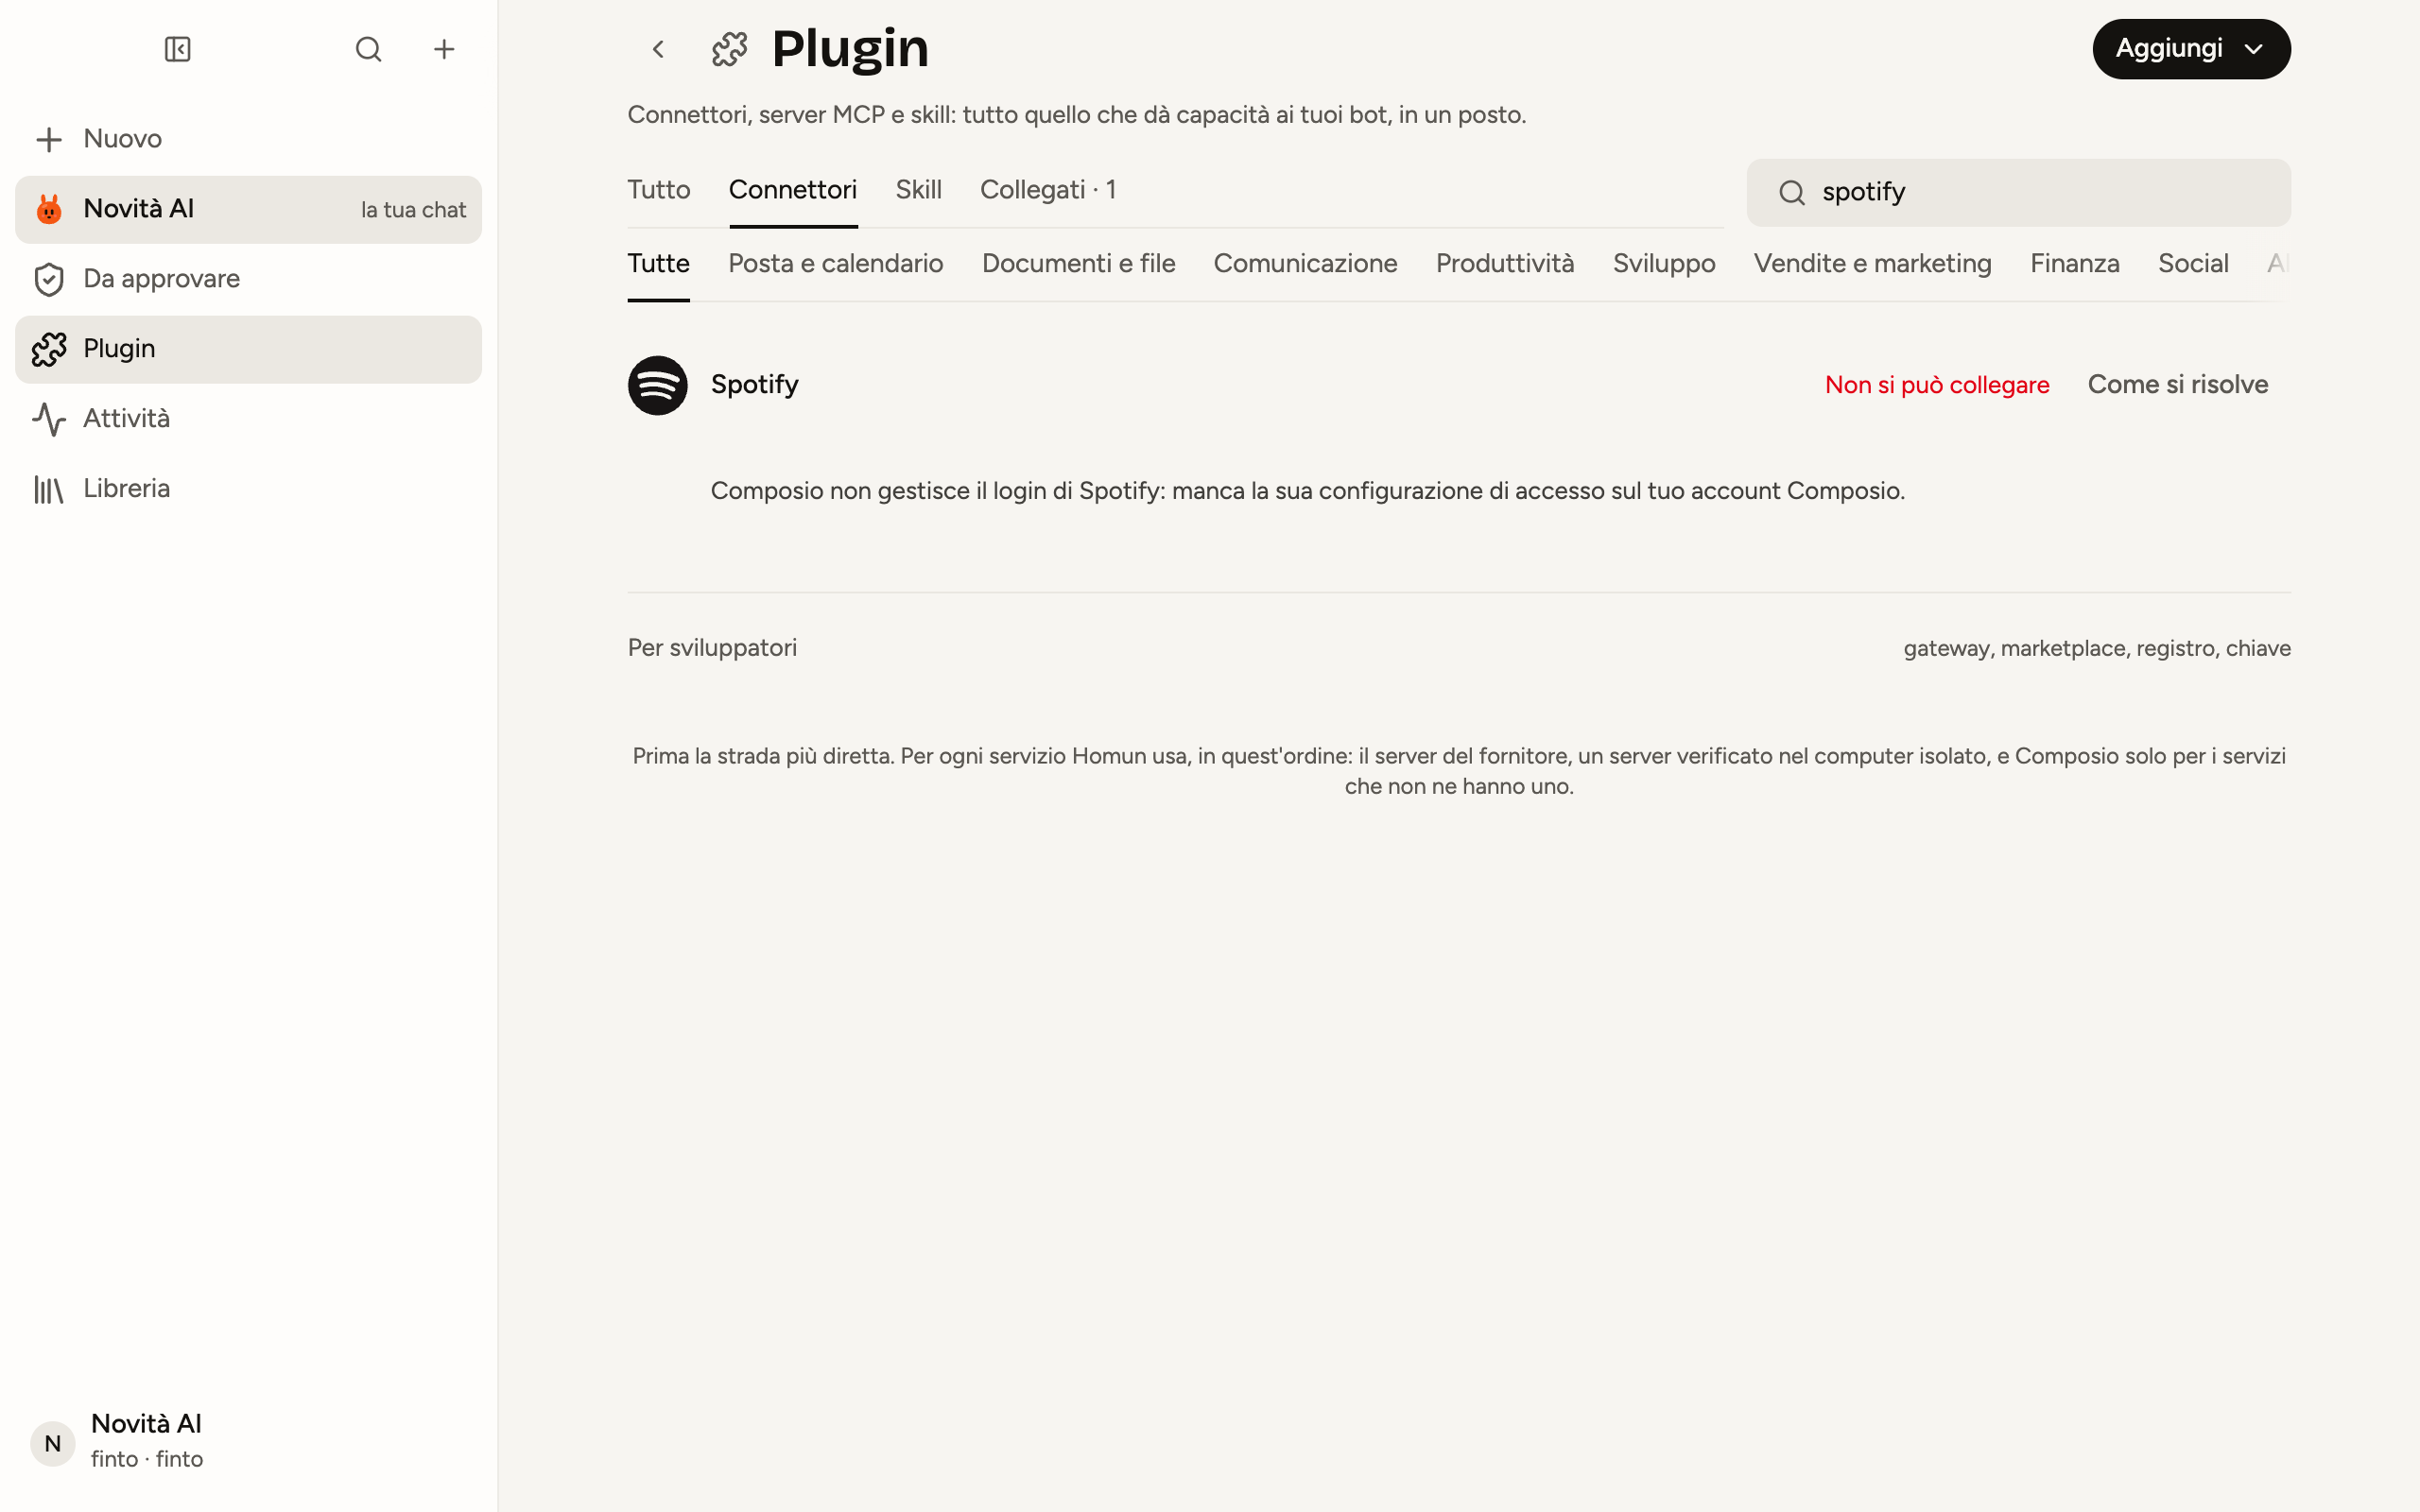 Plugin
Aggiungi
Connettori, server MCP e skill: tutto quello che dà capacità ai tuoi bot, in un posto.
Nuovo
Novità AI
la tua chat
Da approvare
Plugin
Attività
Libreria
Tutto
Connettori
Skill
Collegati · 1
spotify
Tutte
Posta e calendario
Documenti e file
Comunicazione
Produttività
Sviluppo
Vendite e marketing
Finanza
Social
Spotify
Non si può collegare
Come si risolve
Composio non gestisce il login di Spotify: manca la sua configurazione di accesso sul tuo account Composio.
Per sviluppatori
gateway, marketplace, registro, chiave
Prima la strada più diretta. Per ogni servizio Homun usa, in quest'ordine: il server del fornitore, un server verificato nel computer isolato, e Composio solo per i servizi
che non ne hanno uno.
N
Novità AI
finto · finto